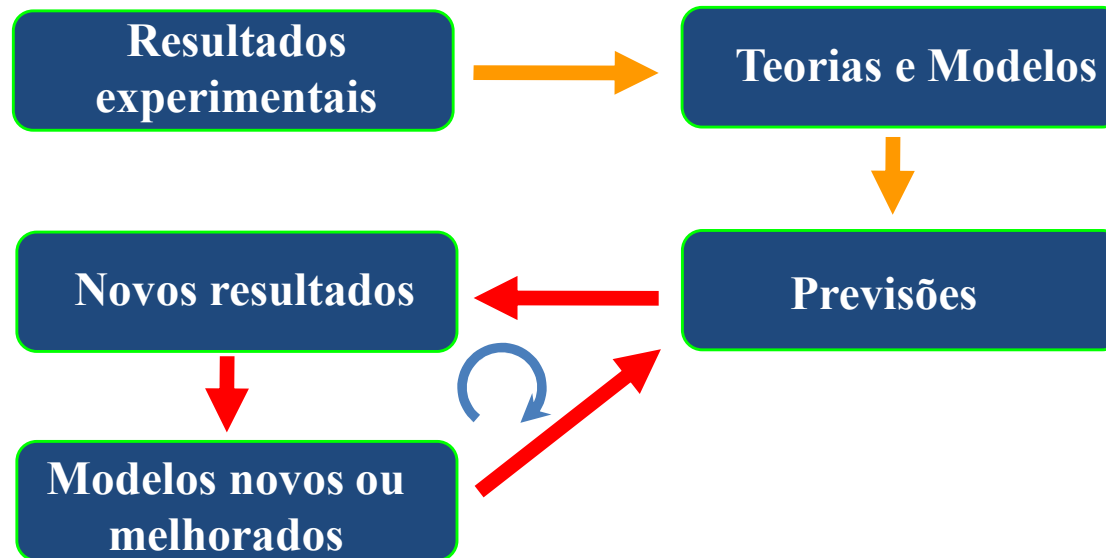 Resultados
experimentais
Teorias e Modelos
Novos resultados
Previsões
Modelos novos ou
melhorados